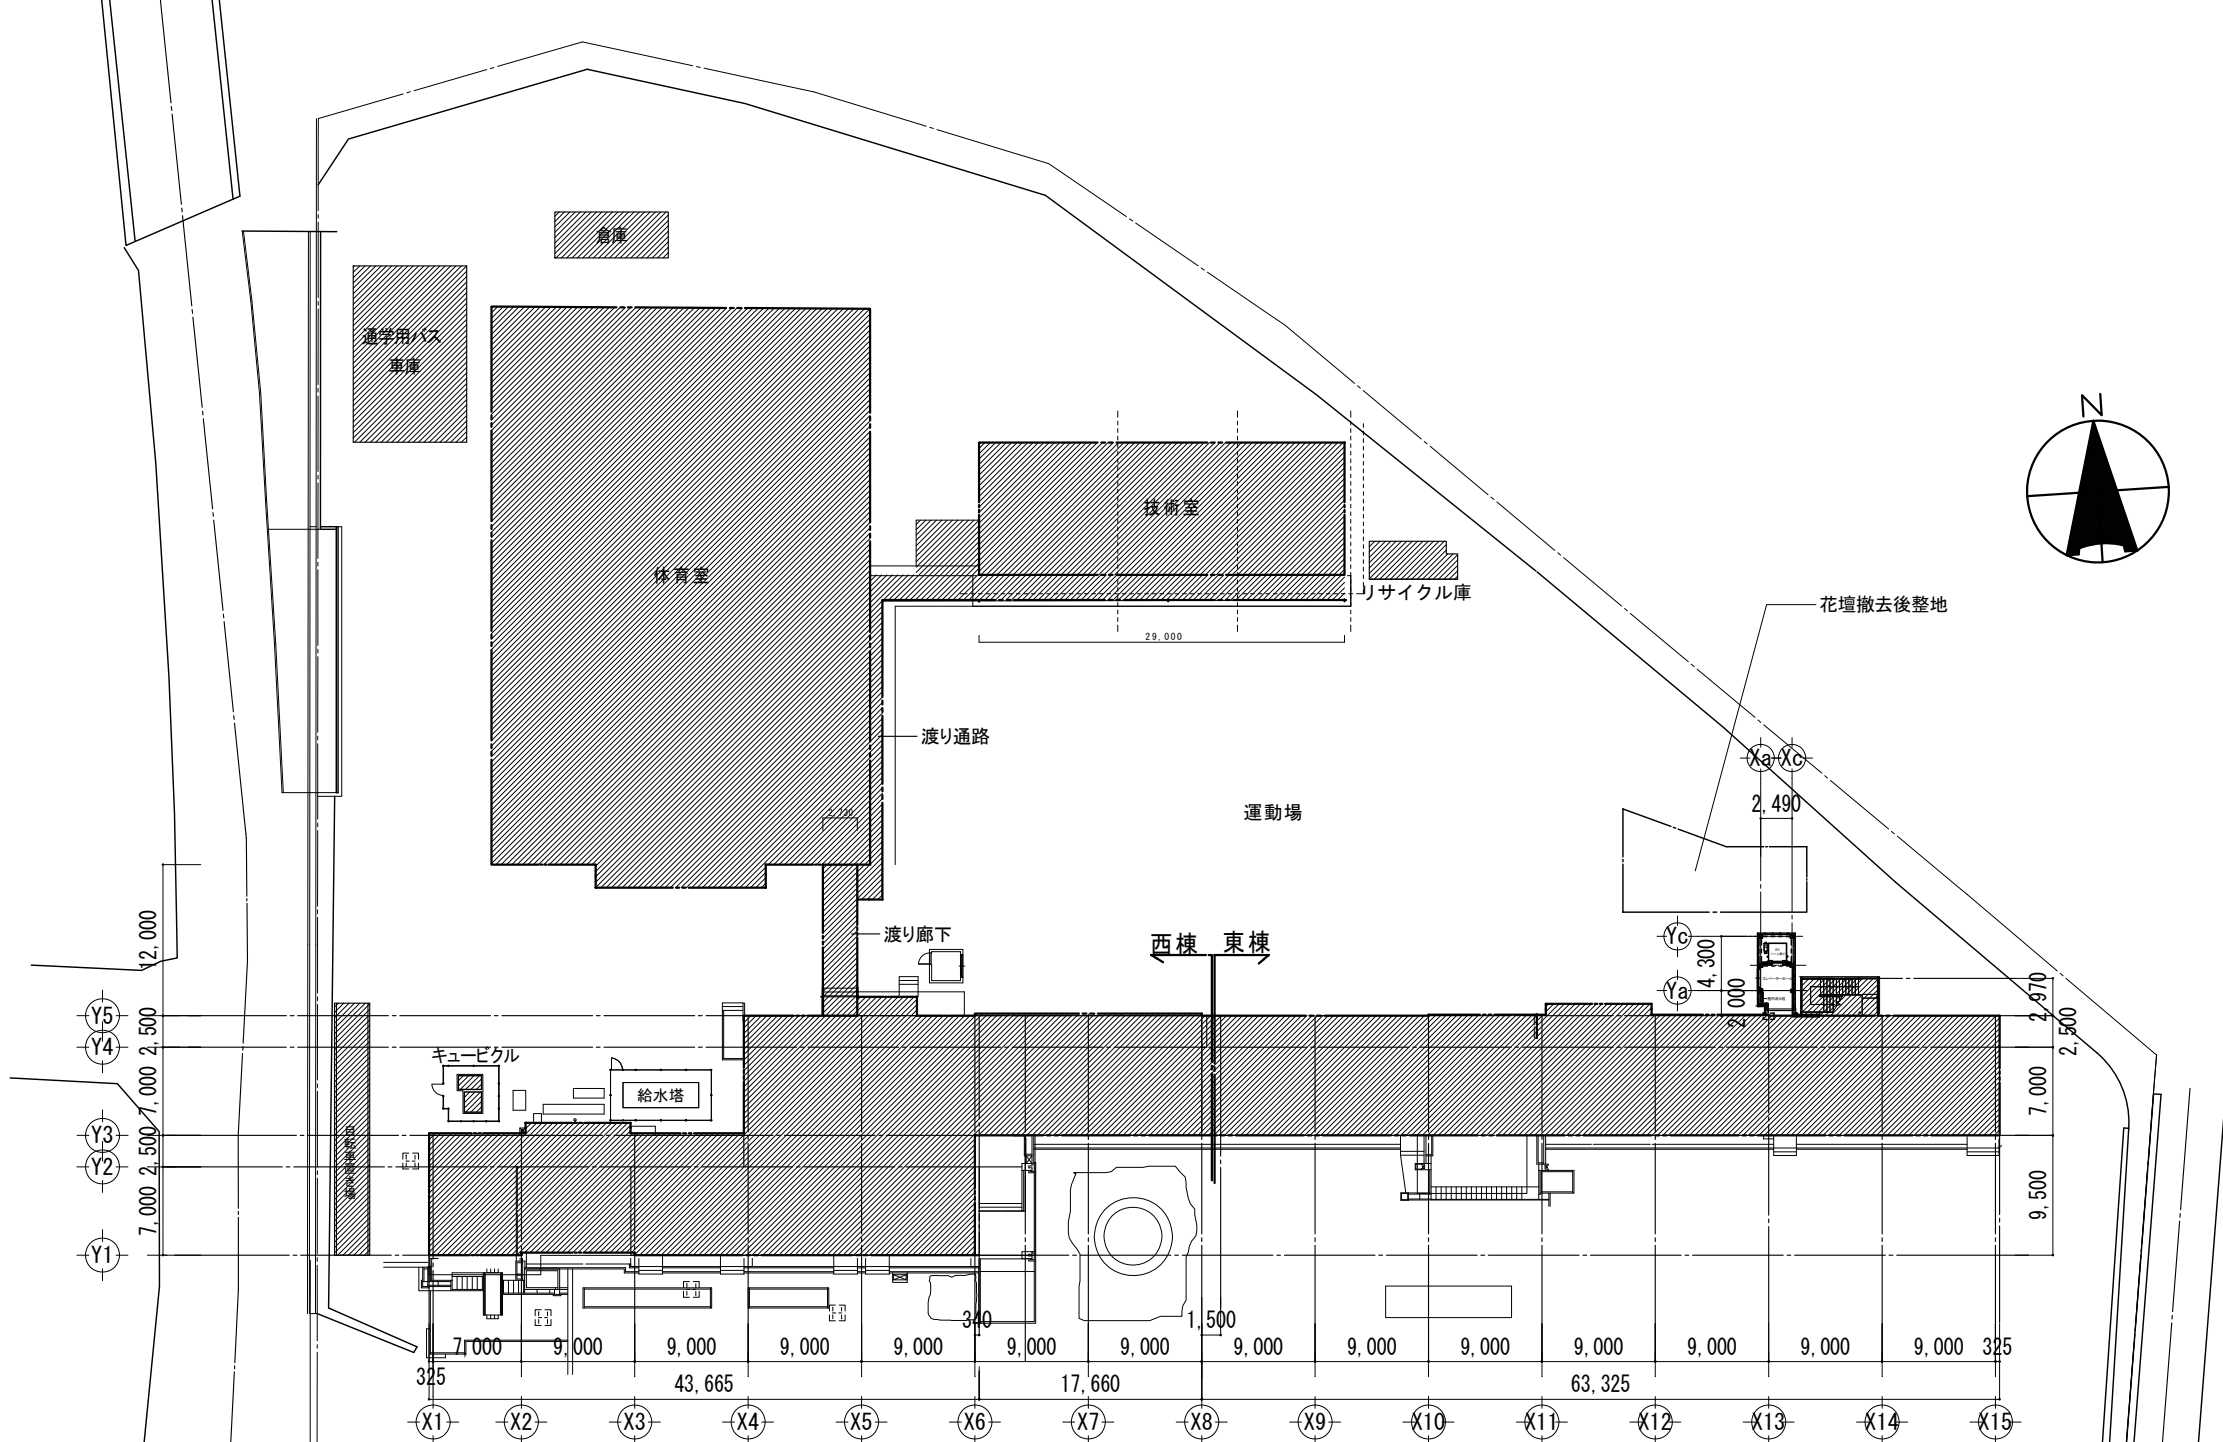 倉庫
通学用バス
車庫
N
技術室
体育室
リサイクル庫
花壇撤去後整地
29,000
渡り通路
Xa Xc
2,490
2,730
運動場
渡り廊下
西棟 東棟
Yc
4,300
Ya
2,000
12,000
Y5
2,500
Y4
7,000
Y3
2,500
Y2
7,000
Y1
キュービクル
給水塔
自転車置き場
2,970
2,500
7,000
9,500
340
1,500
7,000 9,000 9,000 9,000 9,000 9,000 9,000 9,000 9,000 9,000 9,000 9,000 9,000 9,000 325
325
43,665 17,660 63,325
X1 X2 X3 X4 X5 X6 X7 X8 X9 X10 X11 X12 X13 X14 X15